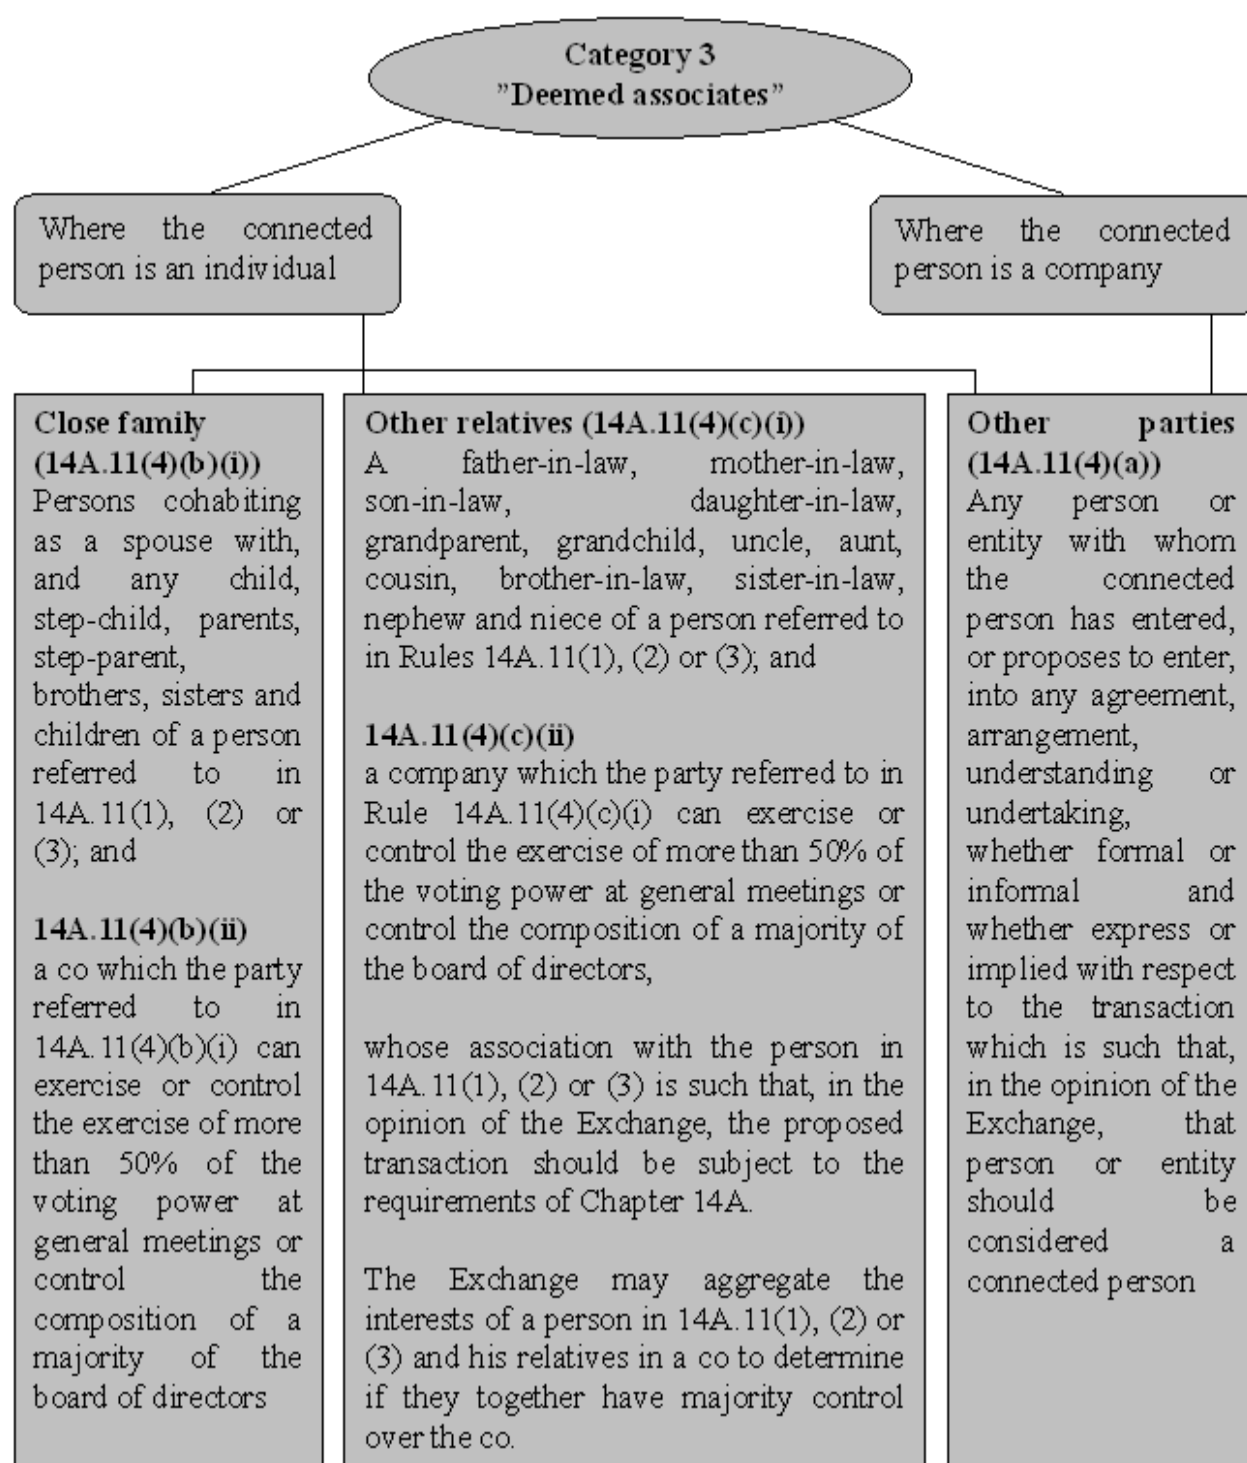 Category 3
”Deemed associates”
Where the connected
person is an individual
Where the connected
person is a company
Close family
(14A.11(4)(b)(i))
Persons cohabiting
as a spouse with,
and any child,
step-child, parents,
step-parent,
brothers, sisters and
children of a person
referred to in
14A.11(1), (2) or
(3); and
14A.11(4)(b)(ii)
a co which the party
referred to in
14A.11(4)(b)(i) can
exercise or control
the exercise of more
than 50% of the
voting power at
general meetings or
control the
composition of a
majority of the
board of directors
Other relatives (14A.11(4)(c)(i))
A father-in-law, mother-in-law,
son-in-law, daughter-in-law,
grandparent, grandchild, uncle, aunt,
cousin, brother-in-law, sister-in-law,
nephew and niece of a person referred to
in Rules 14A.11(1), (2) or (3); and
14A.11(4)(c)(ii)
a company which the party referred to in
Rule 14A.11(4)(c)(i) can exercise or
control the exercise of more than 50% of
the voting power at general meetings or
control the composition of a majority of
the board of directors,
whose association with the person in
14A.11(1), (2) or (3) is such that, in the
opinion of the Exchange, the proposed
transaction should be subject to the
requirements of Chapter 14A.
The Exchange may aggregate the
interests of a person in 14A.11(1), (2) or
(3) and his relatives in a co to determine
if they together have majority control
over the co.
Other parties
(14A.11(4)(a))
Any person or
entity with whom
the connected
person has entered,
or proposes to enter,
into any agreement,
arrangement,
understanding or
undertaking,
whether formal or
informal and
whether express or
implied with respect
to the transaction
which is such that,
in the opinion of the
Exchange, that
person or entity
should be
considered a
connected person